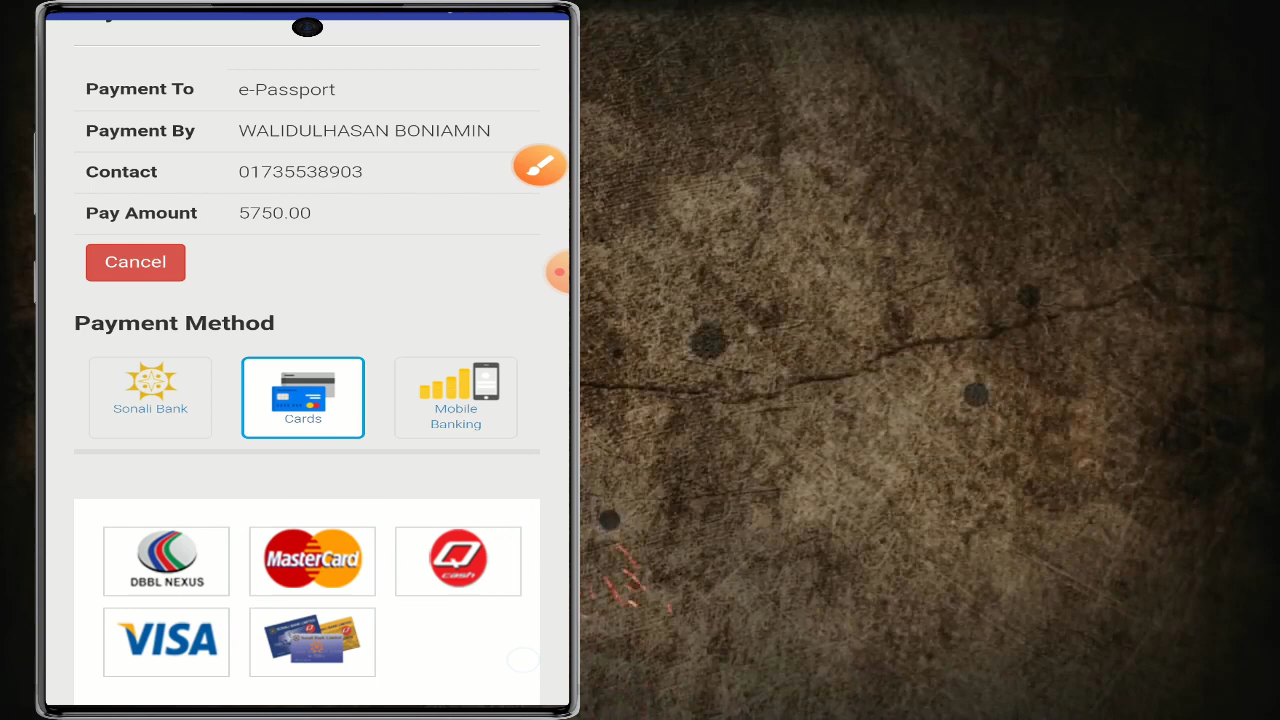 Payment To e-Passport
Payment By WALIDULHASAN BONIAMIN
Contact 01735538903
Pay Amount 5750.00
Cancel
Payment Method
Sonali Bank
Cards
Mobile
Banking
DBBL NEXUS
MasterCard
Q
cash
VISA